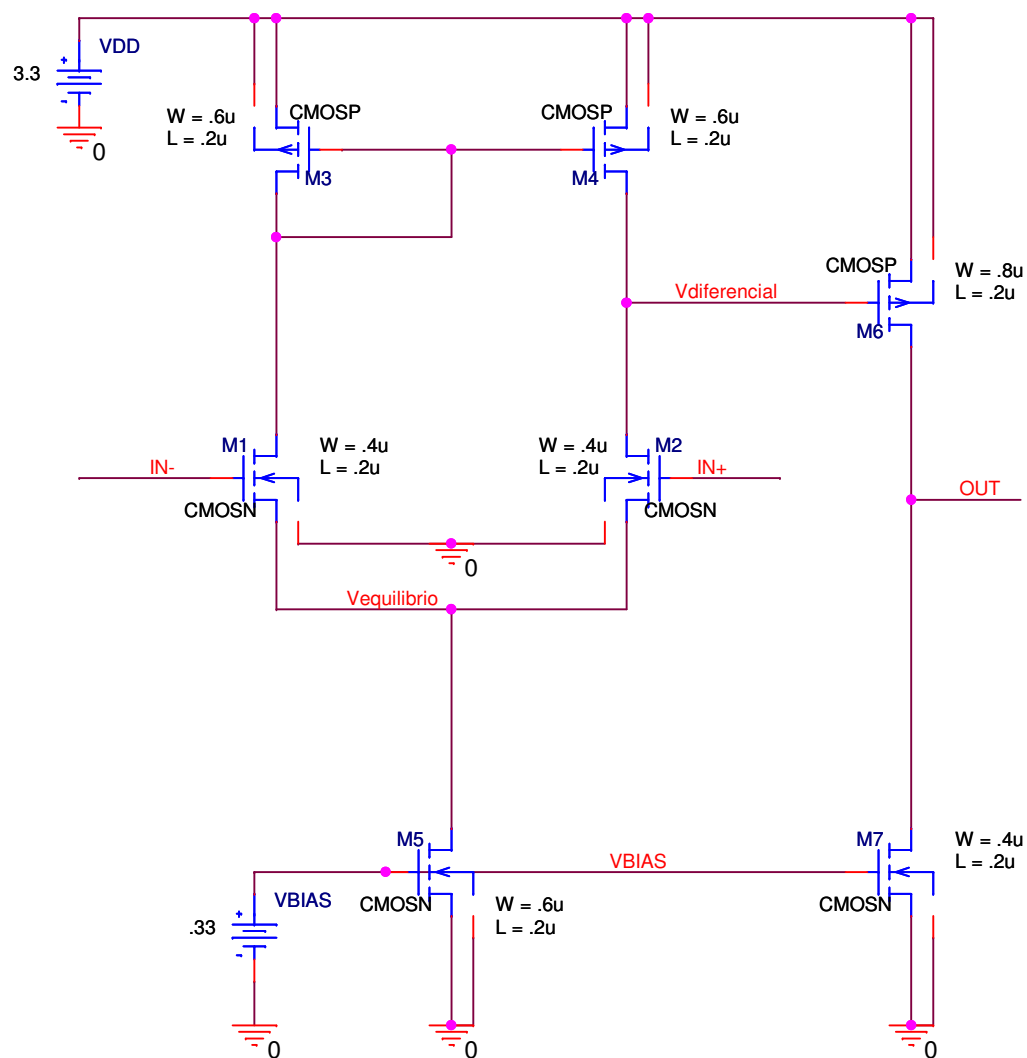 VDD
3.3
0
W = .6u
L = .2u
CMOSP
M3
CMOSP
M4
W = .6u
L = .2u
Vdiferencial
CMOSP
M6
W = .8u
L = .2u
IN-
M1
CMOSN
W = .4u
L = .2u
W = .4u
L = .2u
M2
CMOSN
IN+
OUT
0
Vequilibrio
M5
CMOSN
W = .6u
L = .2u
VBIAS
M7
CMOSN
W = .4u
L = .2u
VBIAS
.33
0
0
0